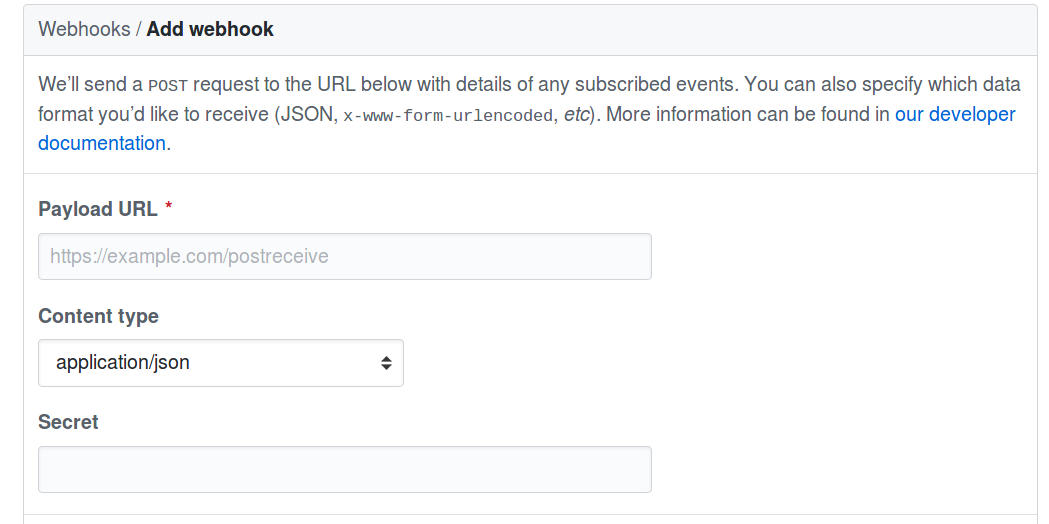 Webhooks / Add webhook
We’ll send a POST request to the URL below with details of any subscribed events. You can also specify which data
format you’d like to receive (JSON, x-www-form-urlencoded, etc). More information can be found in our developer
documentation.
Payload URL *
https://example.com/postreceive
Content type
application/json
Secret